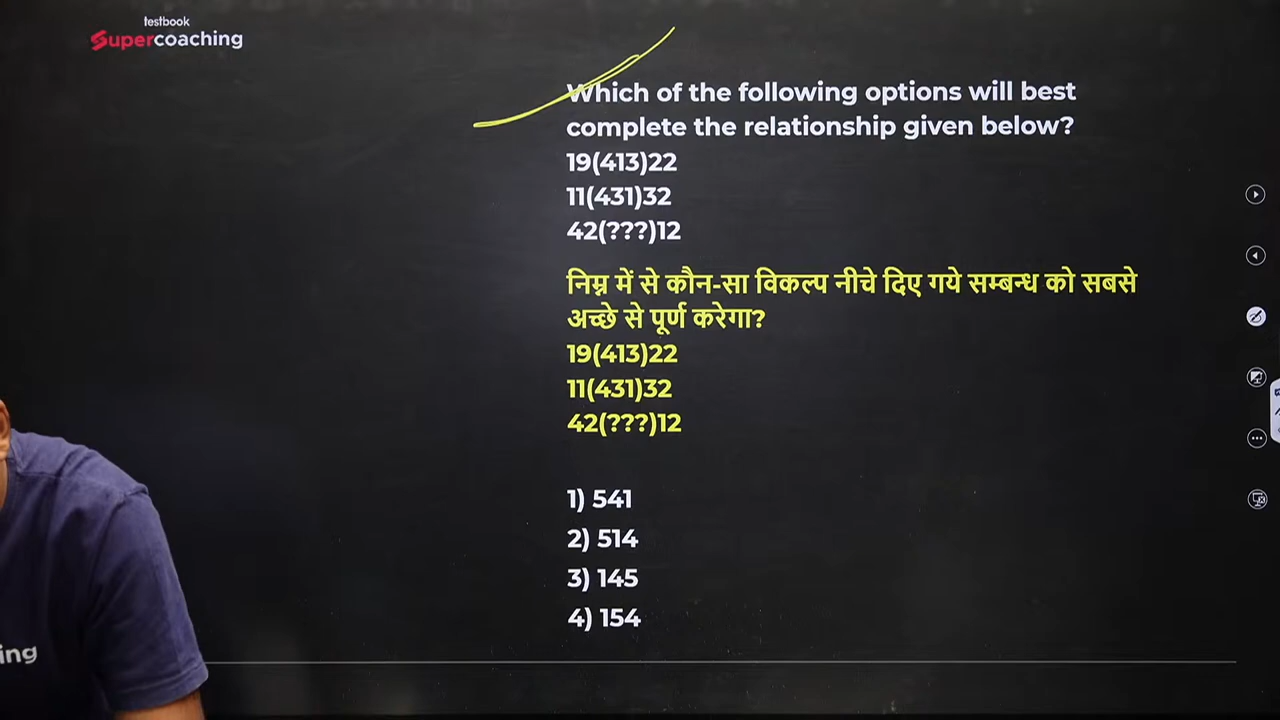 testbook
Supercoaching
Which of the following options will best
complete the relationship given below?
19(413)22
11(431)32
42(???)12
निम्न में से कौन-सा विकल्प नीचे दिए गये सम्बन्ध को सबसे
अच्छे से पूर्ण करेगा?
19(413)22
11(431)32
42(???)12
1) 541
2) 514
3) 145
4) 154
ing